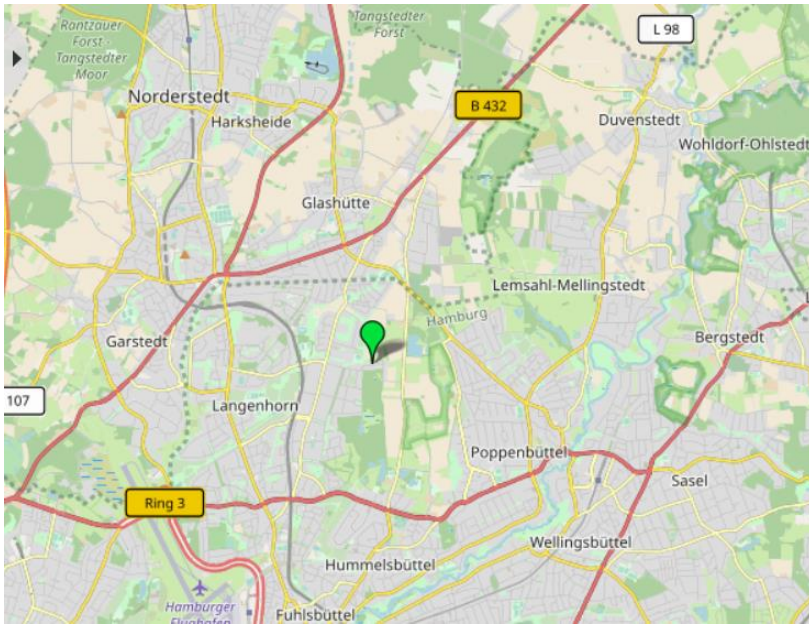 Rantzauer
Forst -
Tangstedter
Moor
Tangstedter
Forst
L 98
Norderstedt
Harksheide
B 432
Duvenstedt
Wohldorf-Ohlstedt
Glashütte
Lemsahl-Mellingstedt
Hamburg
Garstedt
Bergstedt
107
Langenhorn
Poppenbüttel
Sasel
Ring 3
Wellingsbüttel
Hummelsbüttel
Hamburger
Flughafen
Fuhlsbüttel